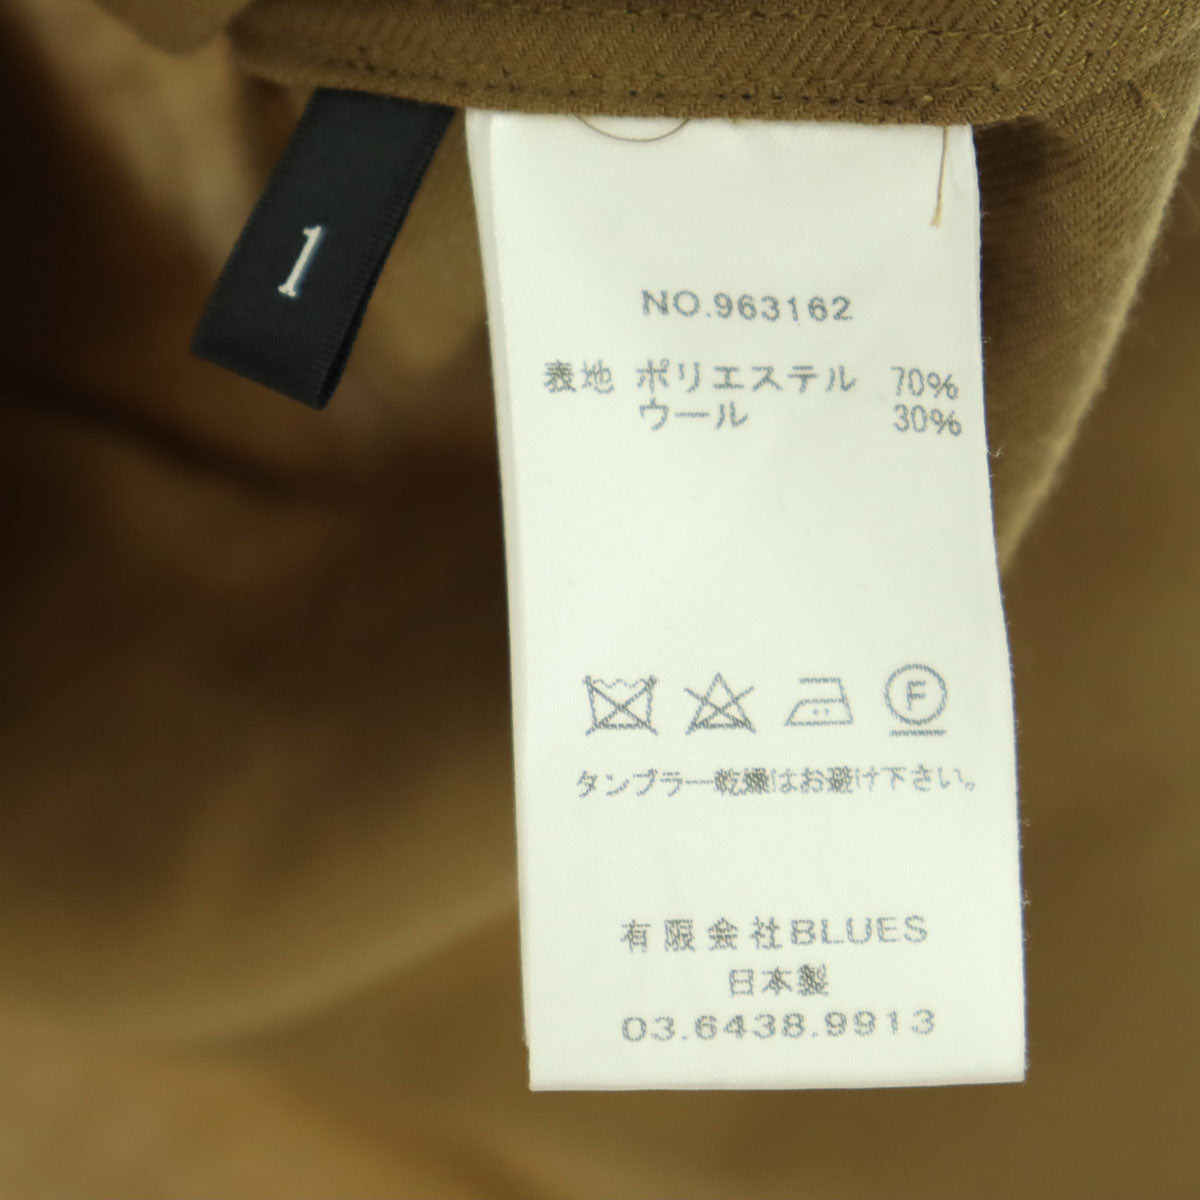 1
NO.963162
表地 ポリエステル 70%
ウール 30%
F
タンブラー乾燥はお避け下さい。
有限会社BLUES
日本製
03.6438.9913